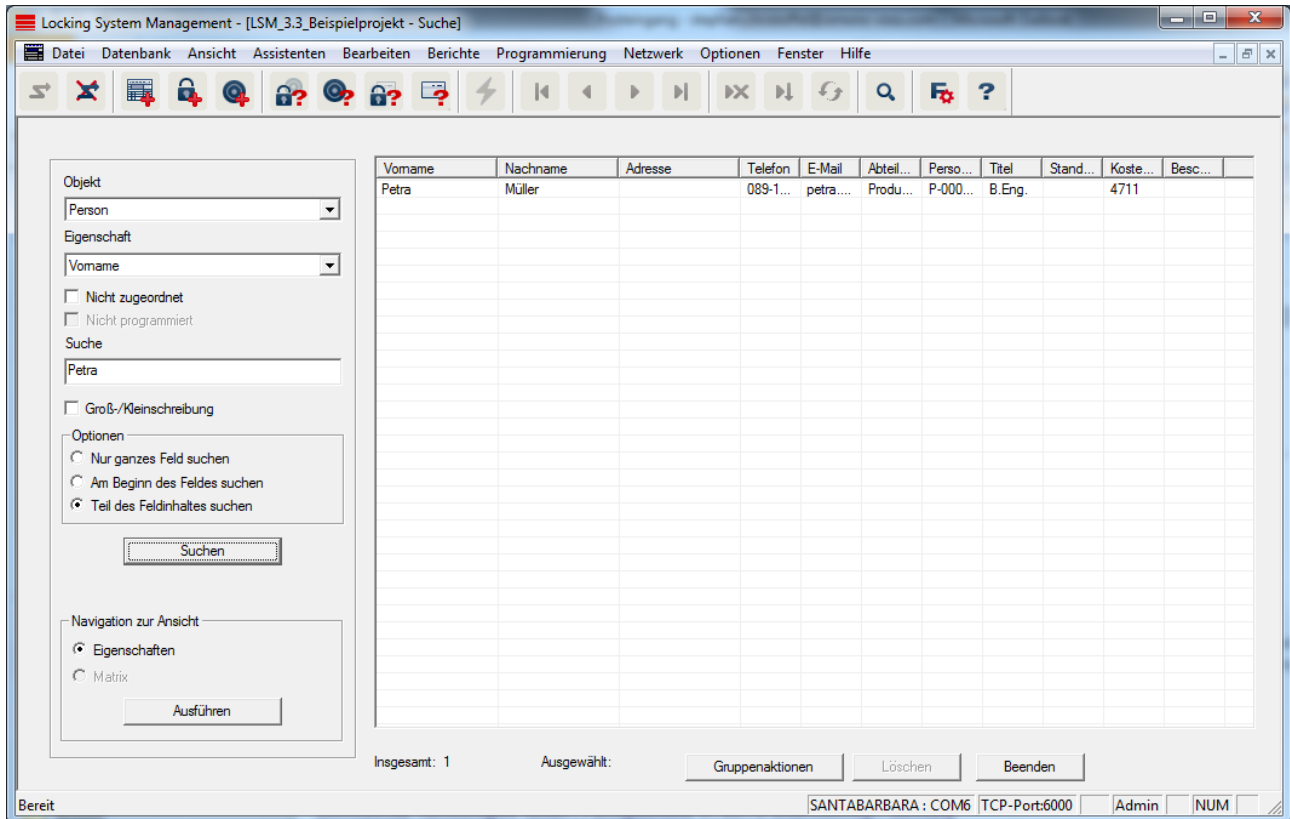 Locking System Management - [LSM_3.3_Beispielprojekt - Suche]
Datei Datenbank Ansicht Assistenten Bearbeiten Berichte Programmierung Netzwerk Optionen Fenster Hilfe
Objekt
Person
Eigenschaft
Vorname
Nicht zugeordnet
Nicht programmiert
Suche
Petra
Groß-/Kleinschreibung
Optionen
Nur ganzes Feld suchen
Am Beginn des Feldes suchen
Teil des Feldinhaltes suchen
Suchen
Navigation zur Ansicht
Eigenschaften
Matrix
Ausführen
Vorname Nachname Adresse Telefon E-Mail Abteil... Perso... Titel Stand... Koste... Besc...
Petra Müller 089-1... petra.... Produ... P-000... B.Eng. 4711
Insgesamt: 1 Ausgewählt:
Gruppenaktionen Löschen Beenden
Bereit SANTABARBARA : COM6 TCP-Port:6000 Admin NUM